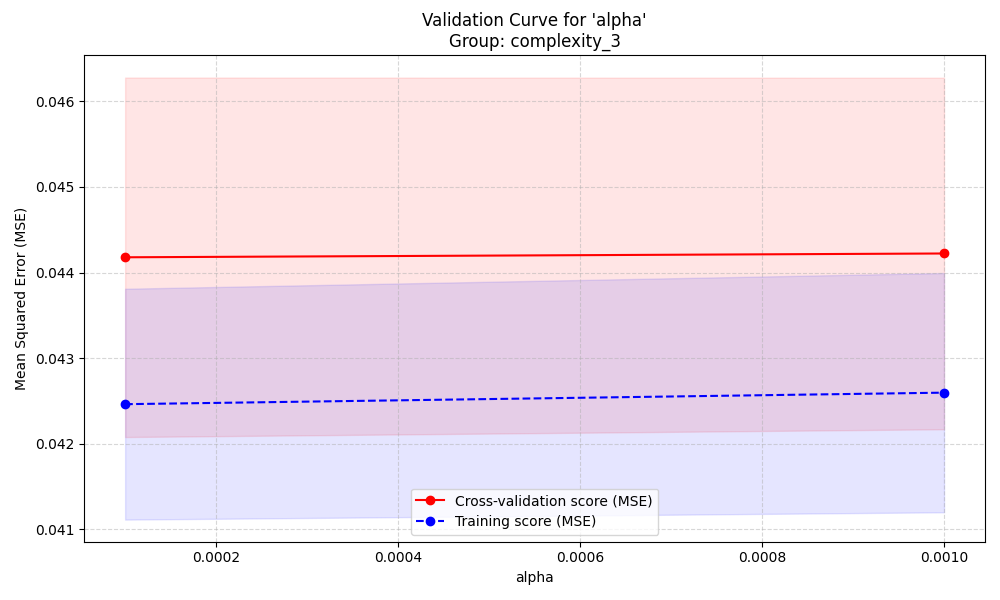 Validation Curve for 'alpha'
Group: complexity_3
Mean Squared Error (MSE)
0.046
0.045
0.044
0.043
0.042
0.041
Cross-validation score (MSE)
Training score (MSE)
0.0002
0.0004
0.0006
0.0008
0.0010
alpha